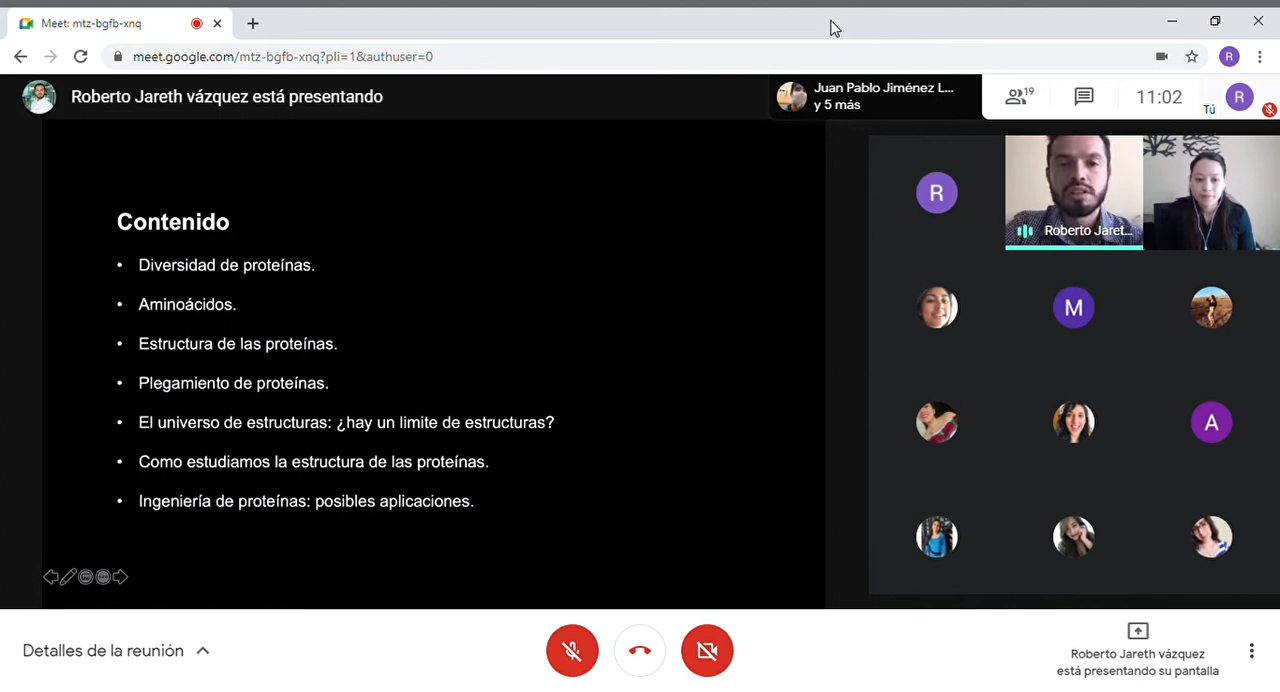 Meet: mtz-bgfb-xnq
meet.google.com/mtz-bgfb-xnq?pli=1&authuser=0
R
Roberto Jareth vázquez está presentando
Juan Pablo Jiménez L...
y 5 más
19
11:02
Tú
R
R
Roberto Jaret...
M
A
Contenido
• Diversidad de proteínas.
• Aminoácidos.
• Estructura de las proteínas.
• Plegamiento de proteínas.
• El universo de estructuras: ¿hay un limite de estructuras?
• Como estudiamos la estructura de las proteínas.
• Ingeniería de proteínas: posibles aplicaciones.
Detalles de la reunión
Roberto Jareth vázquez
está presentando su pantalla